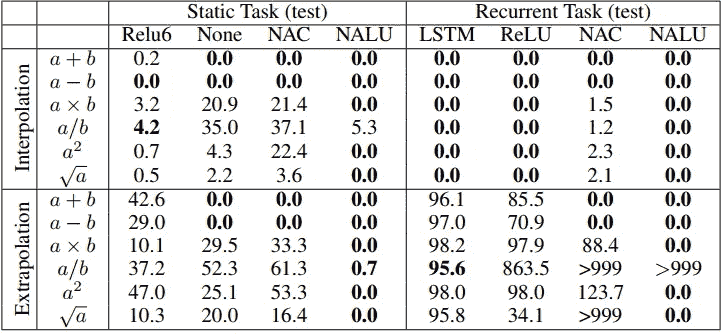 Static Task (test) Recurrent Task (test)
Relu6 None NAC NALU LSTM ReLU NAC NALU
Interpolation
a + b 0.2 0.0 0.0 0.0 0.0 0.0 0.0 0.0
a − b 0.0 0.0 0.0 0.0 0.0 0.0 0.0 0.0
a × b 3.2 20.9 21.4 0.0 0.0 0.0 1.5 0.0
a/b 4.2 35.0 37.1 5.3 0.0 0.0 1.2 0.0
a² 0.7 4.3 22.4 0.0 0.0 0.0 2.3 0.0
√a 0.5 2.2 3.6 0.0 0.0 0.0 2.1 0.0
Extrapolation
a + b 42.6 0.0 0.0 0.0 96.1 85.5 0.0 0.0
a − b 29.0 0.0 0.0 0.0 97.0 70.9 0.0 0.0
a × b 10.1 29.5 33.3 0.0 98.2 97.9 88.4 0.0
a/b 37.2 52.3 61.3 0.7 95.6 863.5 >999 >999
a² 47.0 25.1 53.3 0.0 98.0 98.0 123.7 0.0
√a 10.3 20.0 16.4 0.0 95.8 34.1 >999 0.0